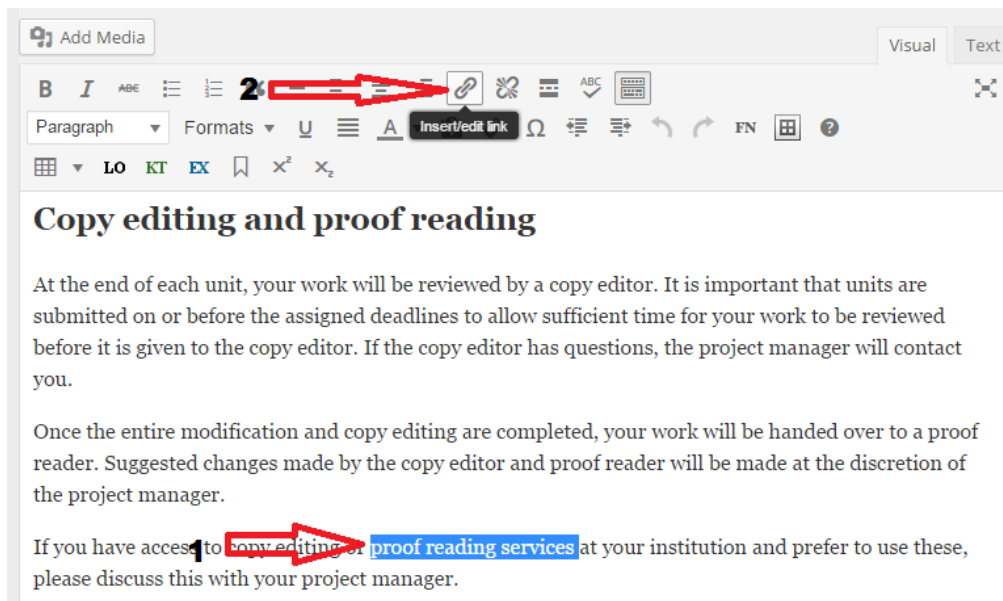 Add Media
Visual Text
B I ABC 2 ABC
Paragraph Formats U A Insert/edit link Ω FN ?
LO KT EX X² X₂
Copy editing and proof reading
At the end of each unit, your work will be reviewed by a copy editor. It is important that units are
submitted on or before the assigned deadlines to allow sufficient time for your work to be reviewed
before it is given to the copy editor. If the copy editor has questions, the project manager will contact
you.
Once the entire modification and copy editing are completed, your work will be handed over to a proof
reader. Suggested changes made by the copy editor and proof reader will be made at the discretion of
the project manager.
If you have access 1 to copy editing or proof reading services at your institution and prefer to use these,
please discuss this with your project manager.